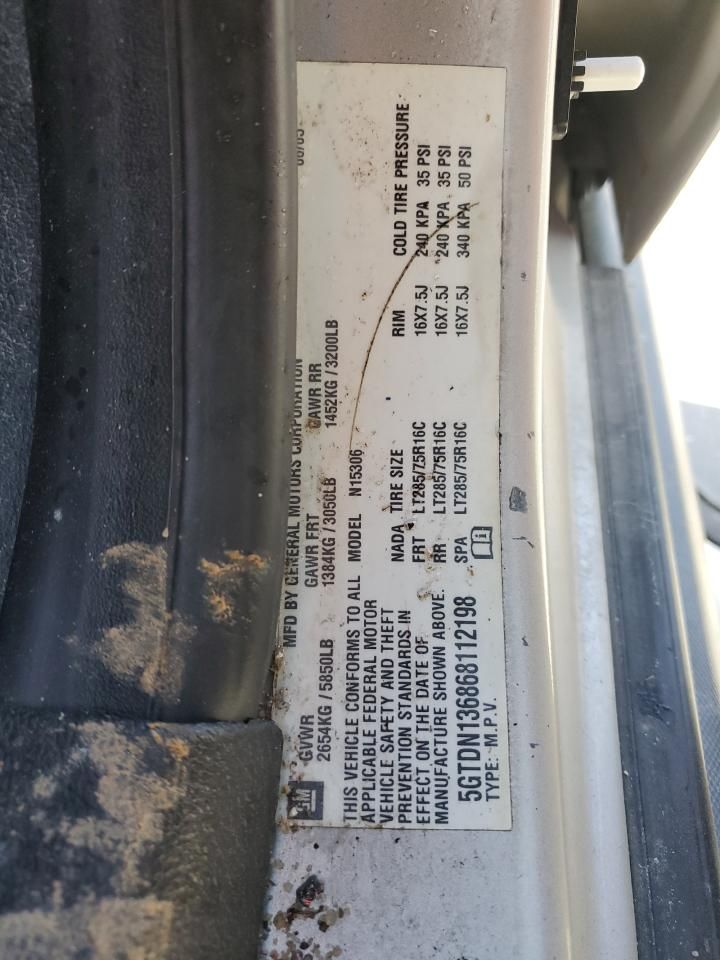 GM
MFD BY GENERAL MOTORS CORPORATION
GVWR GAWR FRT GAWR RR
2654KG / 5850LB 1384KG / 3050LB 1452KG / 3200LB
THIS VEHICLE CONFORMS TO ALL
APPLICABLE FEDERAL MOTOR
VEHICLE SAFETY AND THEFT
PREVENTION STANDARDS IN
EFFECT ON THE DATE OF
MANUFACTURE SHOWN ABOVE.
5GTDN136868112198
TYPE: M.P.V.
MODEL N15306
NADA TIRE SIZE RIM COLD TIRE PRESSURE
FRT LT285/75R16C 16X7.5J 240 KPA 35 PSI
RR LT285/75R16C 16X7.5J 240 KPA 35 PSI
SPA LT285/75R16C 16X7.5J 340 KPA 50 PSI